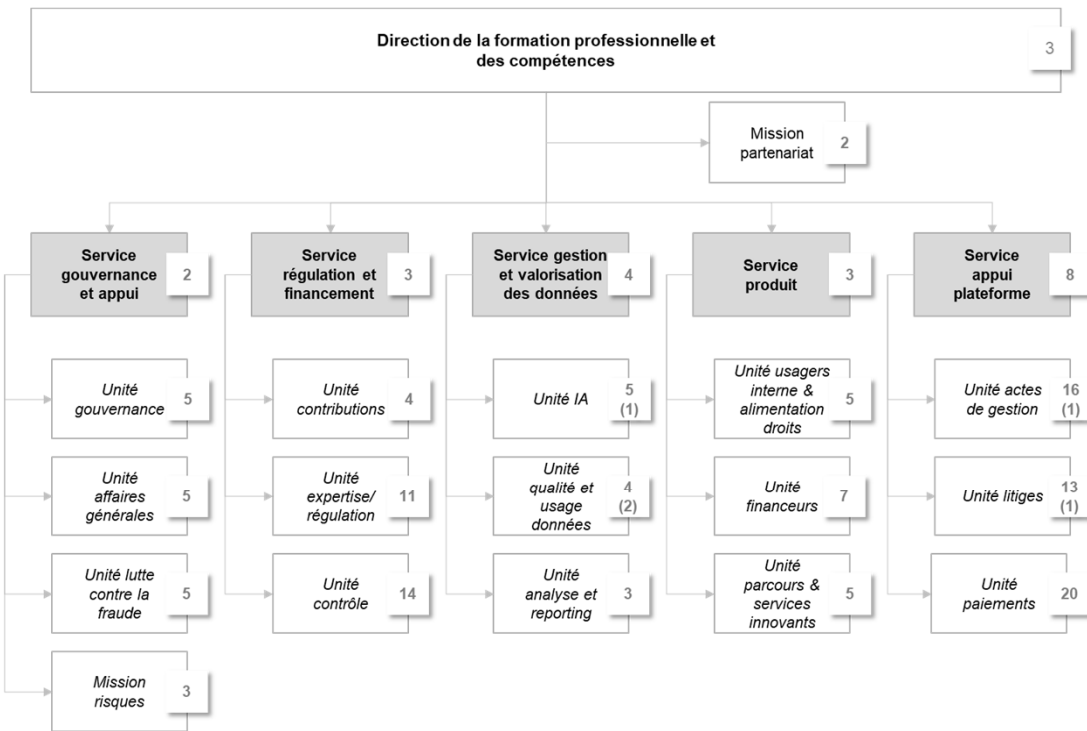 Direction de la formation professionnelle et
des compétences
3
Mission
partenariat
2
Service
gouvernance
et appui
2
Service
régulation et
financement
3
Service gestion
et valorisation
des données
4
Service
produit
3
Service
appui
plateforme
8
Unité
gouvernance
5
Unité
contributions
4
Unité IA
5
(1)
Unité usagers
interne &
alimentation
droits
5
Unité actes
de gestion
16
(1)
Unité
affaires
générales
5
Unité
expertise/
régulation
11
Unité
qualité et
usage
données
4
(2)
Unité
financeurs
7
Unité litiges
13
(1)
Unité lutte
contre la
fraude
5
Unité
contrôle
14
Unité
analyse et
reporting
3
Unité
parcours &
services
innovants
5
Unité
paiements
20
Mission
risques
3